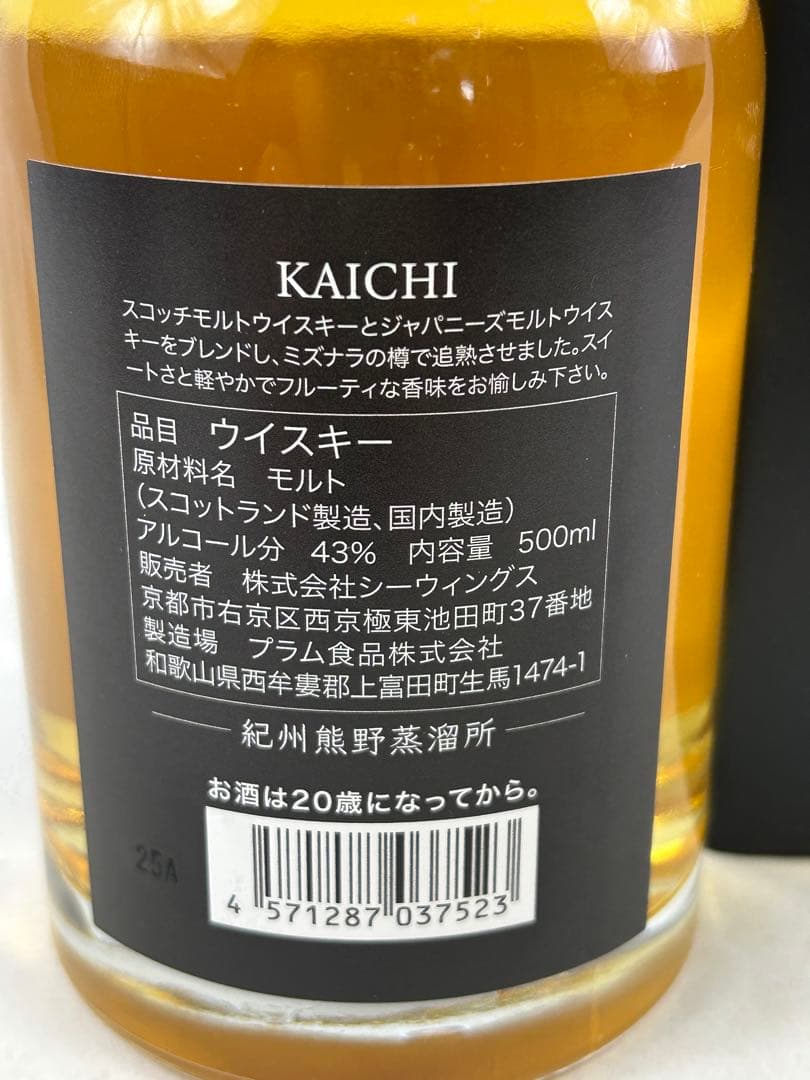 KAICHI
スコッチモルトウイスキーとジャパニーズモルトウイス
キーをブレンドし、ミズナラの樽で追熟させました。スイ
ートさと軽やかでフルーティな香味をお愉しみ下さい。
品目 ウイスキー
原材料名 モルト
(スコットランド製造、国内製造)
アルコール分 43% 内容量 500ml
販売者 株式会社シーウィングス
京都市右京区西京極東池田町37番地
製造場 プラム食品株式会社
和歌山県西牟婁郡上富田町生馬1474-1
紀州熊野蒸溜所
お酒は20歳になってから。
25A
4 571287 037523